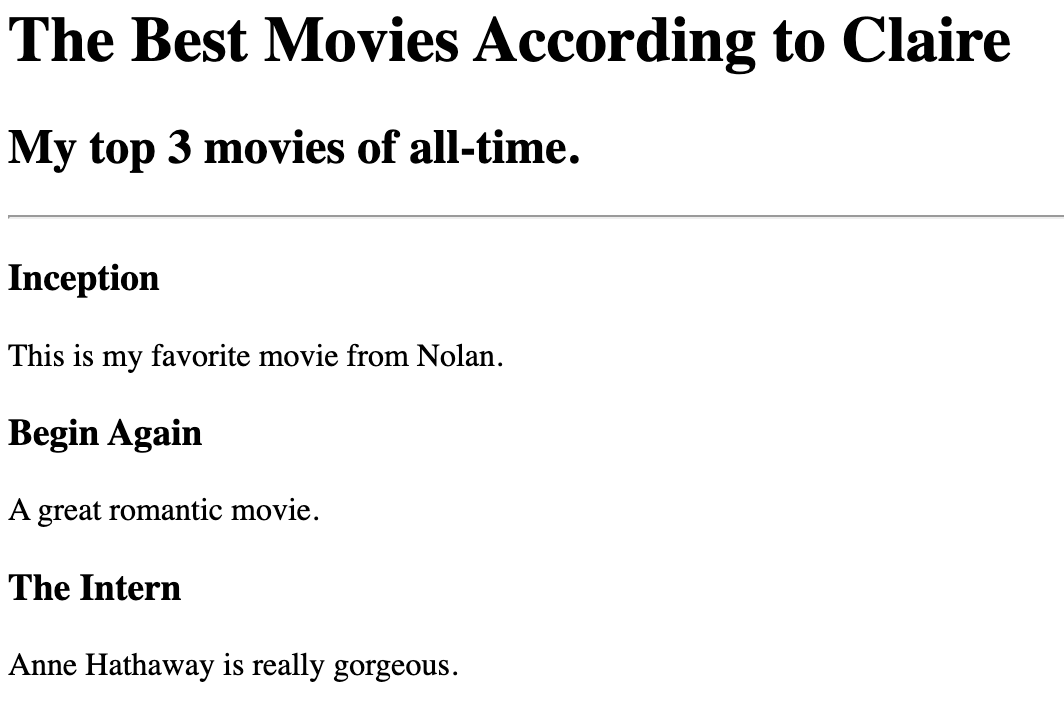 The Best Movies According to Claire
My top 3 movies of all-time.
Inception
This is my favorite movie from Nolan.
Begin Again
A great romantic movie.
The Intern
Anne Hathaway is really gorgeous.